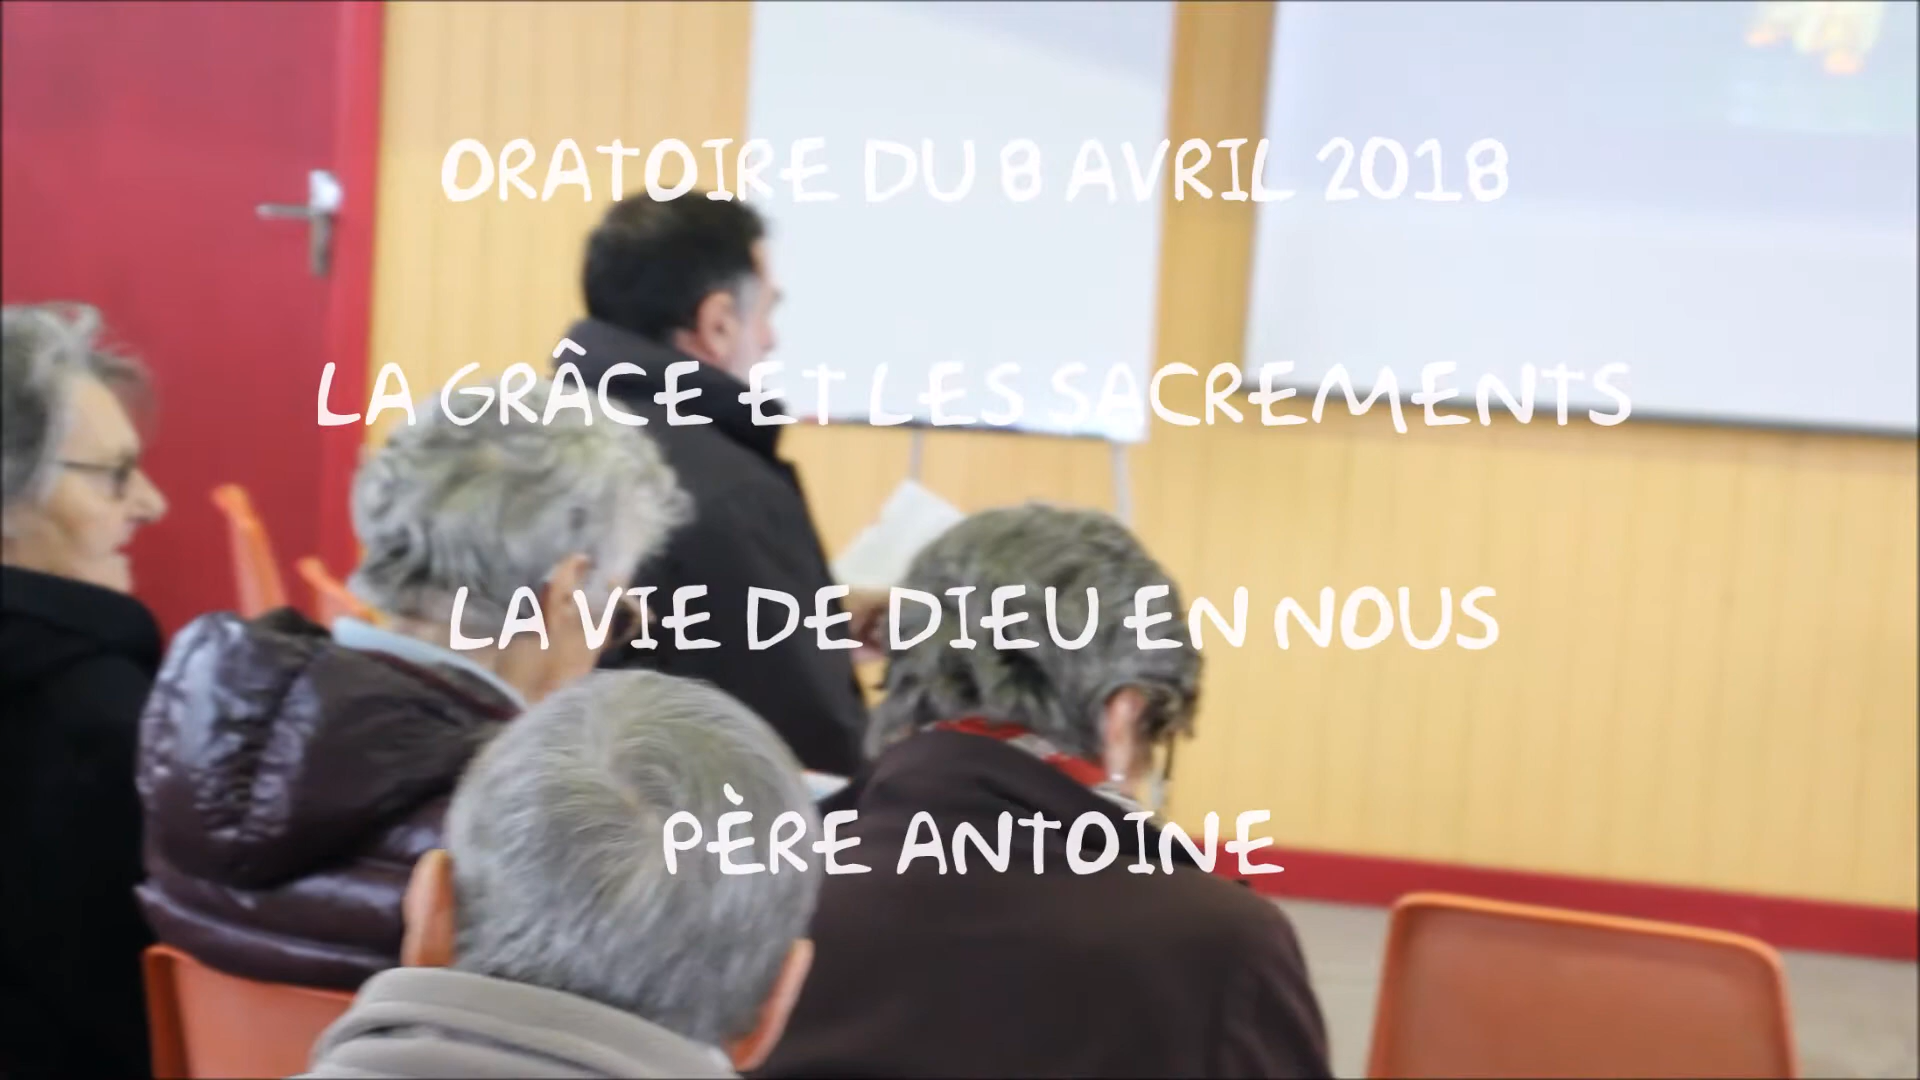 ORATOIRE DU 8 AVRIL 2018
LA GRÂCE ET LES SACREMENTS
LA VIE DE DIEU EN NOUS
PÈRE ANTOINE